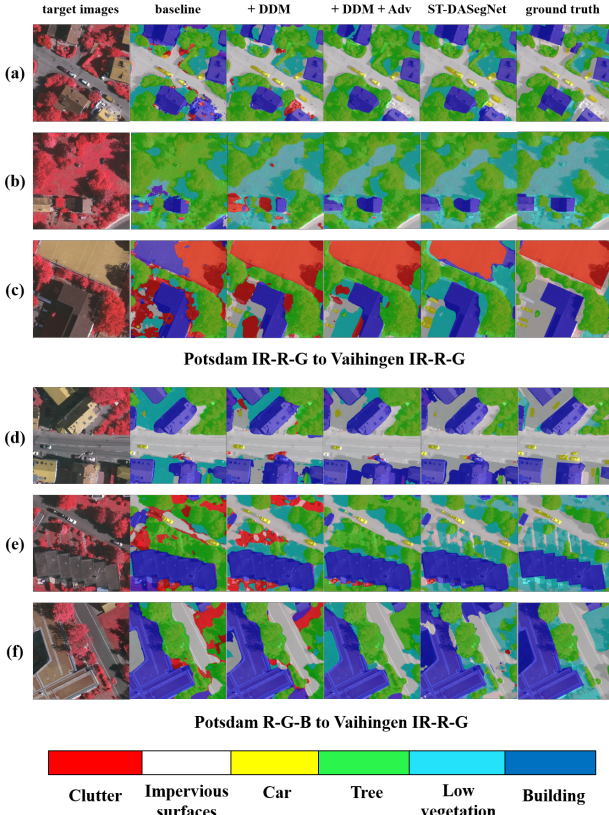 target images baseline + DDM + DDM + Adv ST-DASegNet ground truth
(a)
(b)
(c)
Potsdam IR-R-G to Vaihingen IR-R-G
(d)
(e)
(f)
Potsdam R-G-B to Vaihingen IR-R-G
Clutter Impervious surfaces Car Tree Low vegetation Building